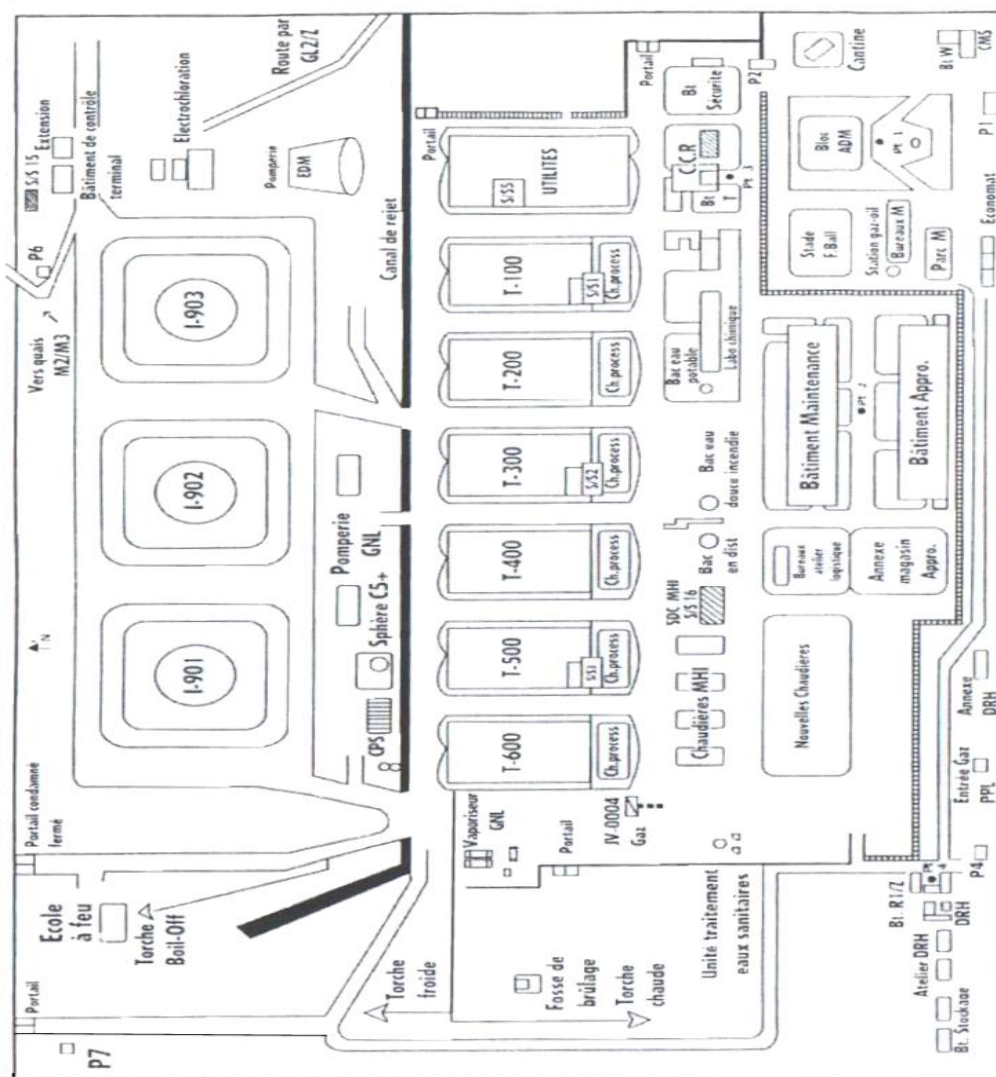 P7
Portail
Ecole
à feu
Portail condamné
fermé
Torche
Boil-Off
N
Vers quais
M2/M3
P6
S/S 15
Extension
Bâtiment de contrôle
terminal
Electrochloration
Route par
GL2/Z
Pomperie
EDM
I-901
I-902
I-903
CPS
Sphère C5+
Pomperie
GNL
Canal de rejet
Torche
froide
Fosse de
brûlage
Torche
chaude
Vaporiseur
GNL
Portail
JV-0004
Gaz
T-600
Ch.process
T-500
Ch.process
T-400
Ch.process
T-300
S/S2
Ch.process
T-200
Ch.process
T-100
S/S1
Ch.process
S/S5
UTILITES
Portail
Portail
Unité traitement
eaux sanitaires
Chaudières MHI
SDC MHI
S/S 16
Bac
en dist
Bac eau
douce incendie
Bac eau
potable
Labo chimique
Bt
T
C.C.R
Pt. 3
Bt
Sécurite
P2
Nouvelles Chaudières
Bureaux
atelier
logistique
Annexe
magasin
Appro.
Bâtiment Maintenance
Pt. 2
Bâtiment Appro.
Stade
F.Ball
Station gaz-oil
Bureaux M
Parc M
Bloc
ADM
Pt. 1
Cantine
Bt W
CMS
P1
Economat
Annexe
DRH
Entrée Gaz
PPL
P4
Bt. R1/Z
Pt. 4
DRH
Atelier DRH
Bt. Stockage